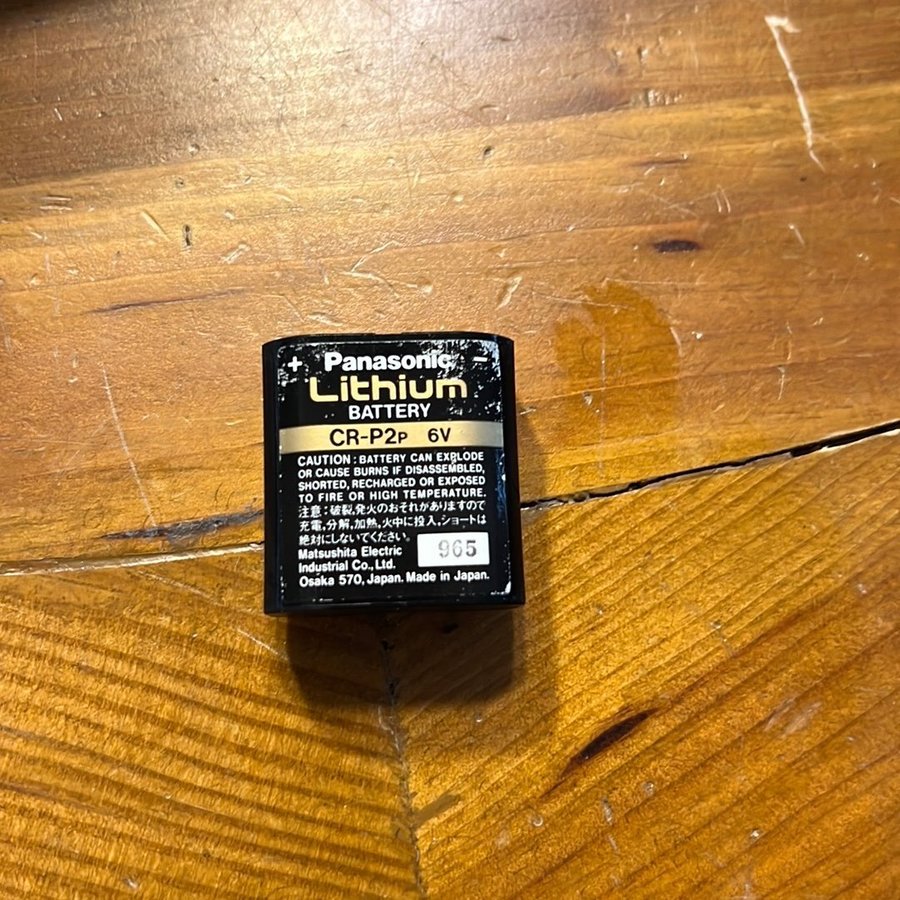 + Panasonic -
Lithium
BATTERY
CR-P2P 6V
CAUTION : BATTERY CAN EXPLODE
OR CAUSE BURNS IF DISASSEMBLED,
SHORTED, RECHARGED OR EXPOSED
TO FIRE OR HIGH TEMPERATURE.
注意:破裂,発火のおそれがありますので
充電,分解,加熱,火中に投入,ショートは
絶対にしないでください。
Matsushita Electric
Industrial Co., Ltd.
965
Osaka 570, Japan. Made in Japan.